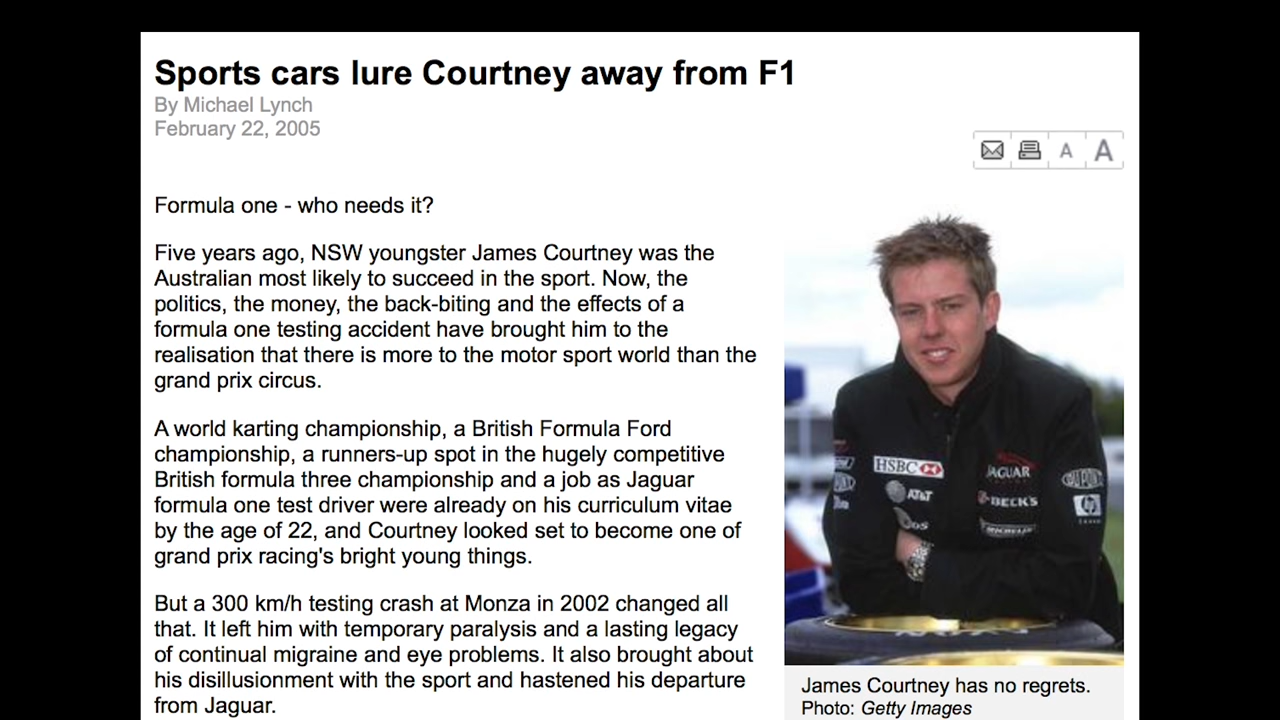 Sports cars lure Courtney away from F1
By Michael Lynch
February 22, 2005
A A
Formula one - who needs it?
Five years ago, NSW youngster James Courtney was the
Australian most likely to succeed in the sport. Now, the
politics, the money, the back-biting and the effects of a
formula one testing accident have brought him to the
realisation that there is more to the motor sport world than the
grand prix circus.
A world karting championship, a British Formula Ford
championship, a runners-up spot in the hugely competitive
British formula three championship and a job as Jaguar
formula one test driver were already on his curriculum vitae
by the age of 22, and Courtney looked set to become one of
grand prix racing's bright young things.
But a 300 km/h testing crash at Monza in 2002 changed all
that. It left him with temporary paralysis and a lasting legacy
of continual migraine and eye problems. It also brought about
his disillusionment with the sport and hastened his departure
from Jaguar.
HSBC
AT&T
JAGUAR
BECK'S
MICHELIN
DUPONT
hp
James Courtney has no regrets.
Photo: Getty Images